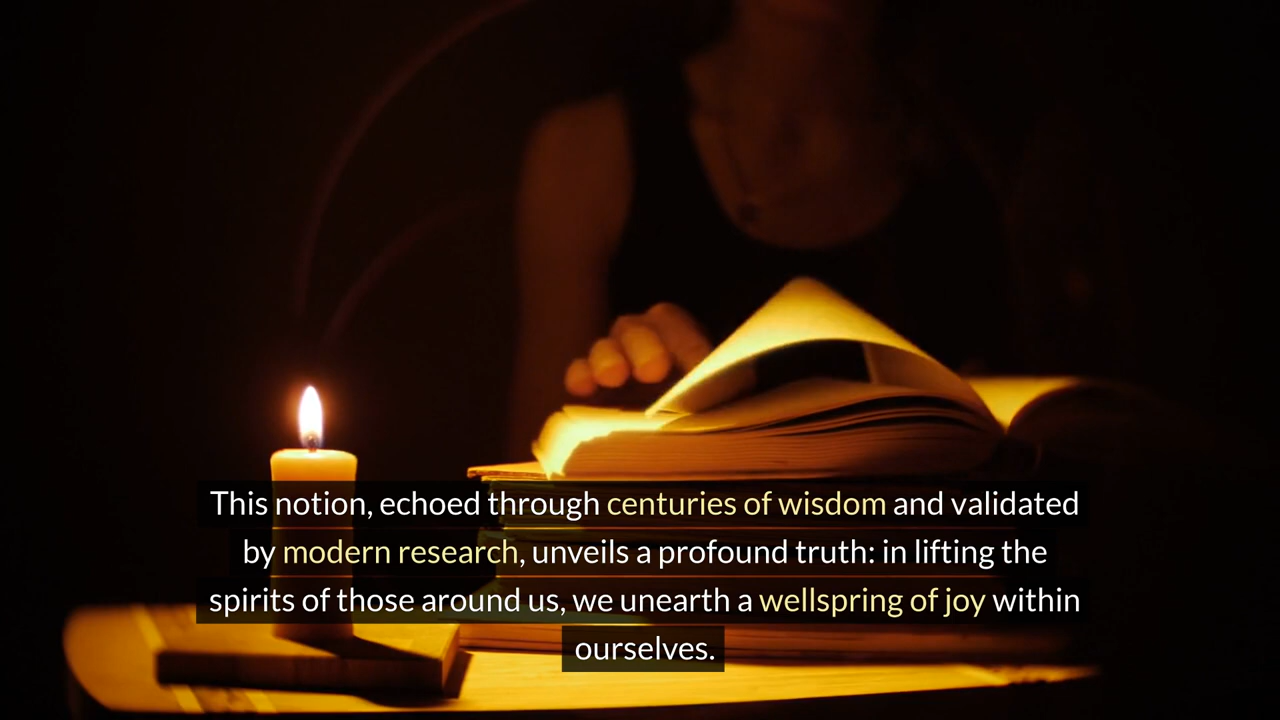 This notion, echoed through centuries of wisdom and validated
by modern research, unveils a profound truth: in lifting the
spirits of those around us, we unearth a wellspring of joy within
ourselves.